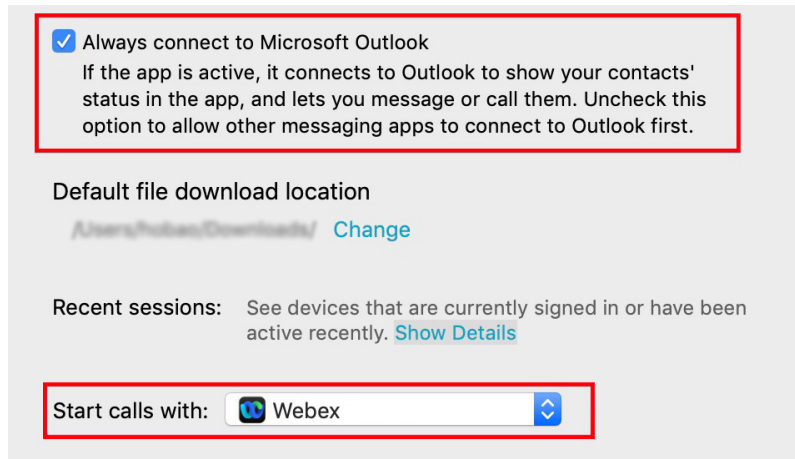 Always connect to Microsoft Outlook
If the app is active, it connects to Outlook to show your contacts'
status in the app, and lets you message or call them. Uncheck this
option to allow other messaging apps to connect to Outlook first.
Default file download location
Change
Recent sessions: See devices that are currently signed in or have been
active recently. Show Details
Start calls with: Webex